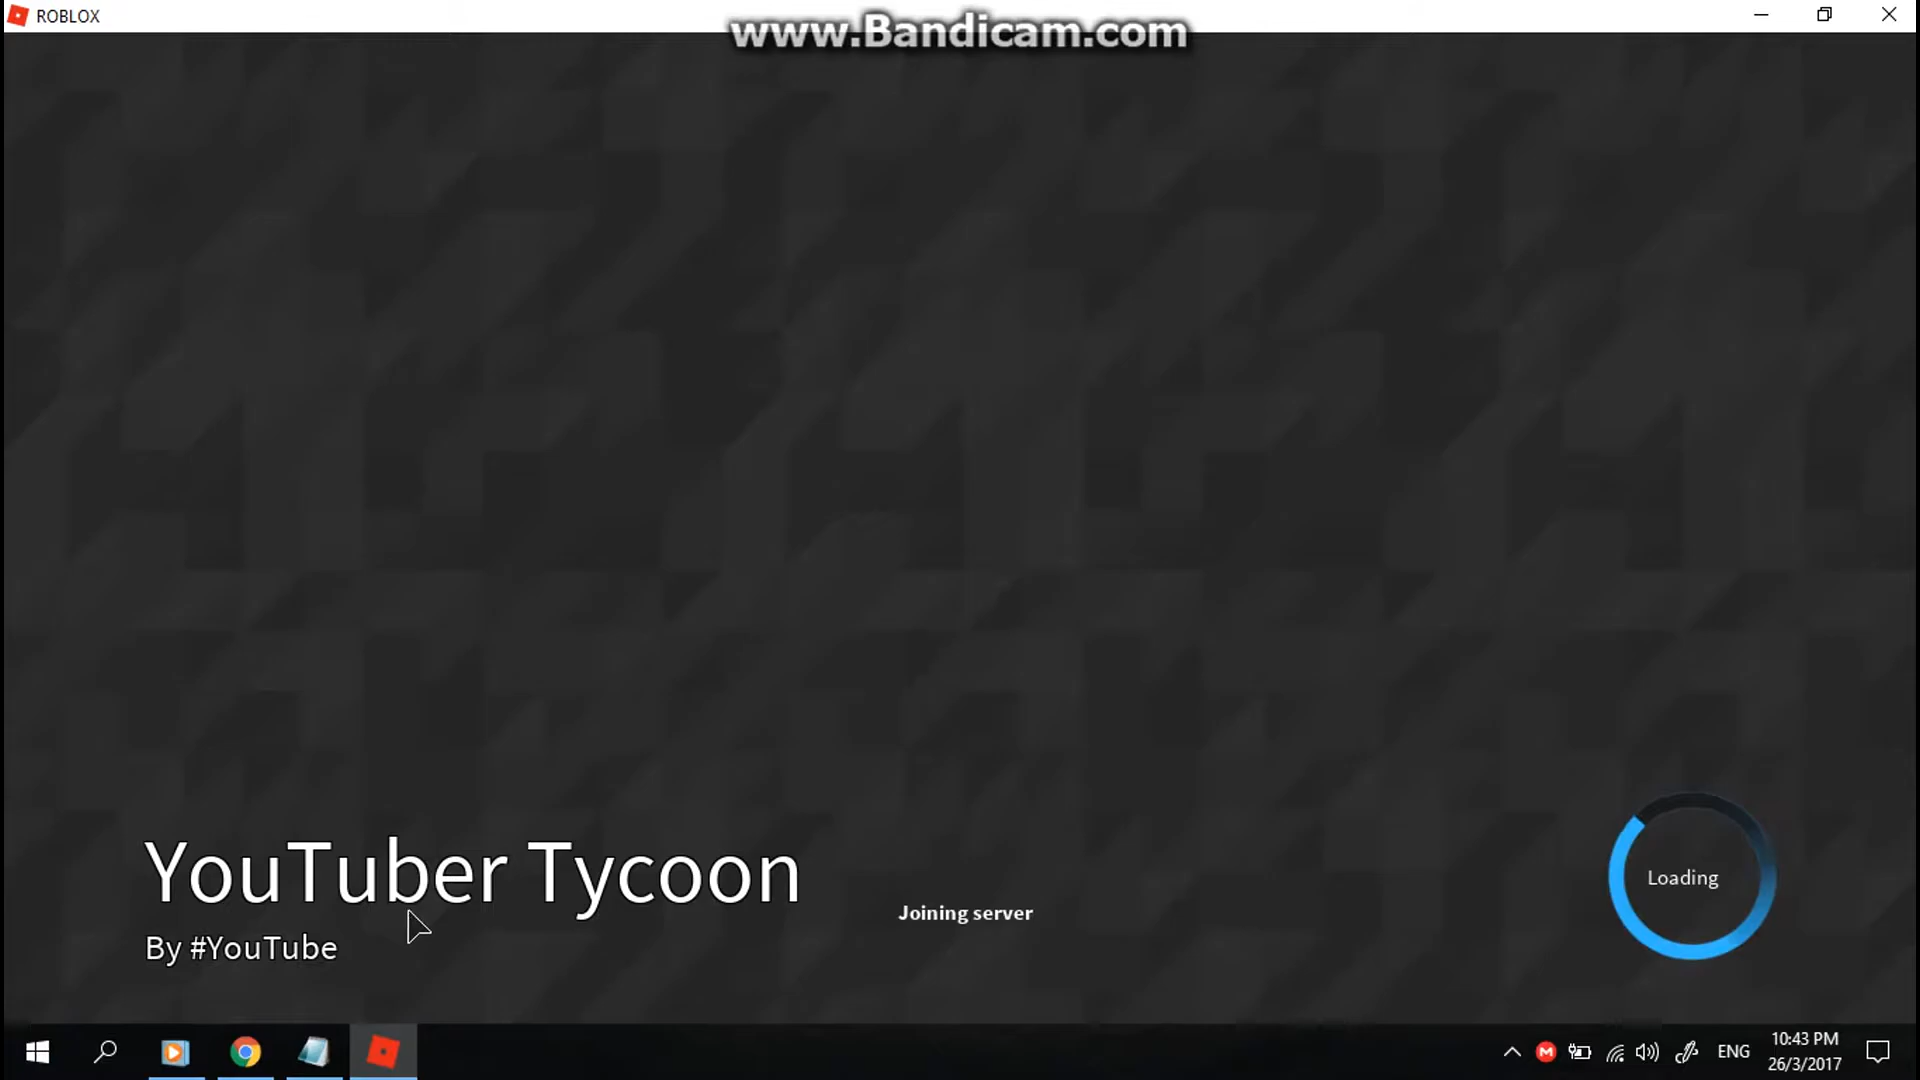 ROBLOX
www.Bandicam.com
YouTuber Tycoon
By #YouTube
Joining server
Loading
ENG
10:43 PM
26/3/2017